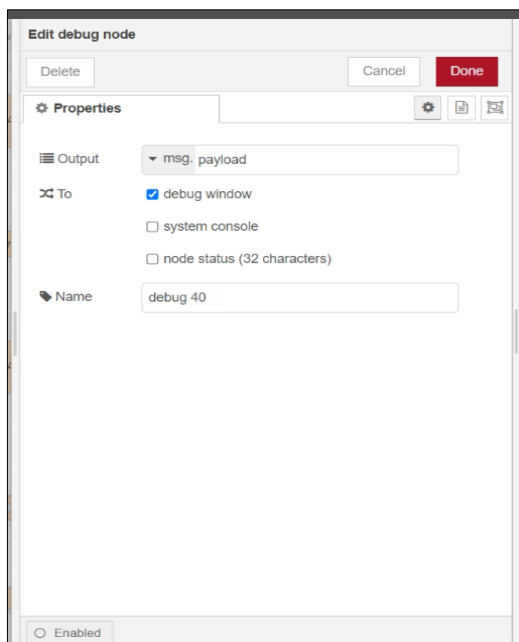 Edit debug node
Delete Cancel Done
Properties
Output msg. payload
To debug window
system console
node status (32 characters)
Name debug 40
Enabled